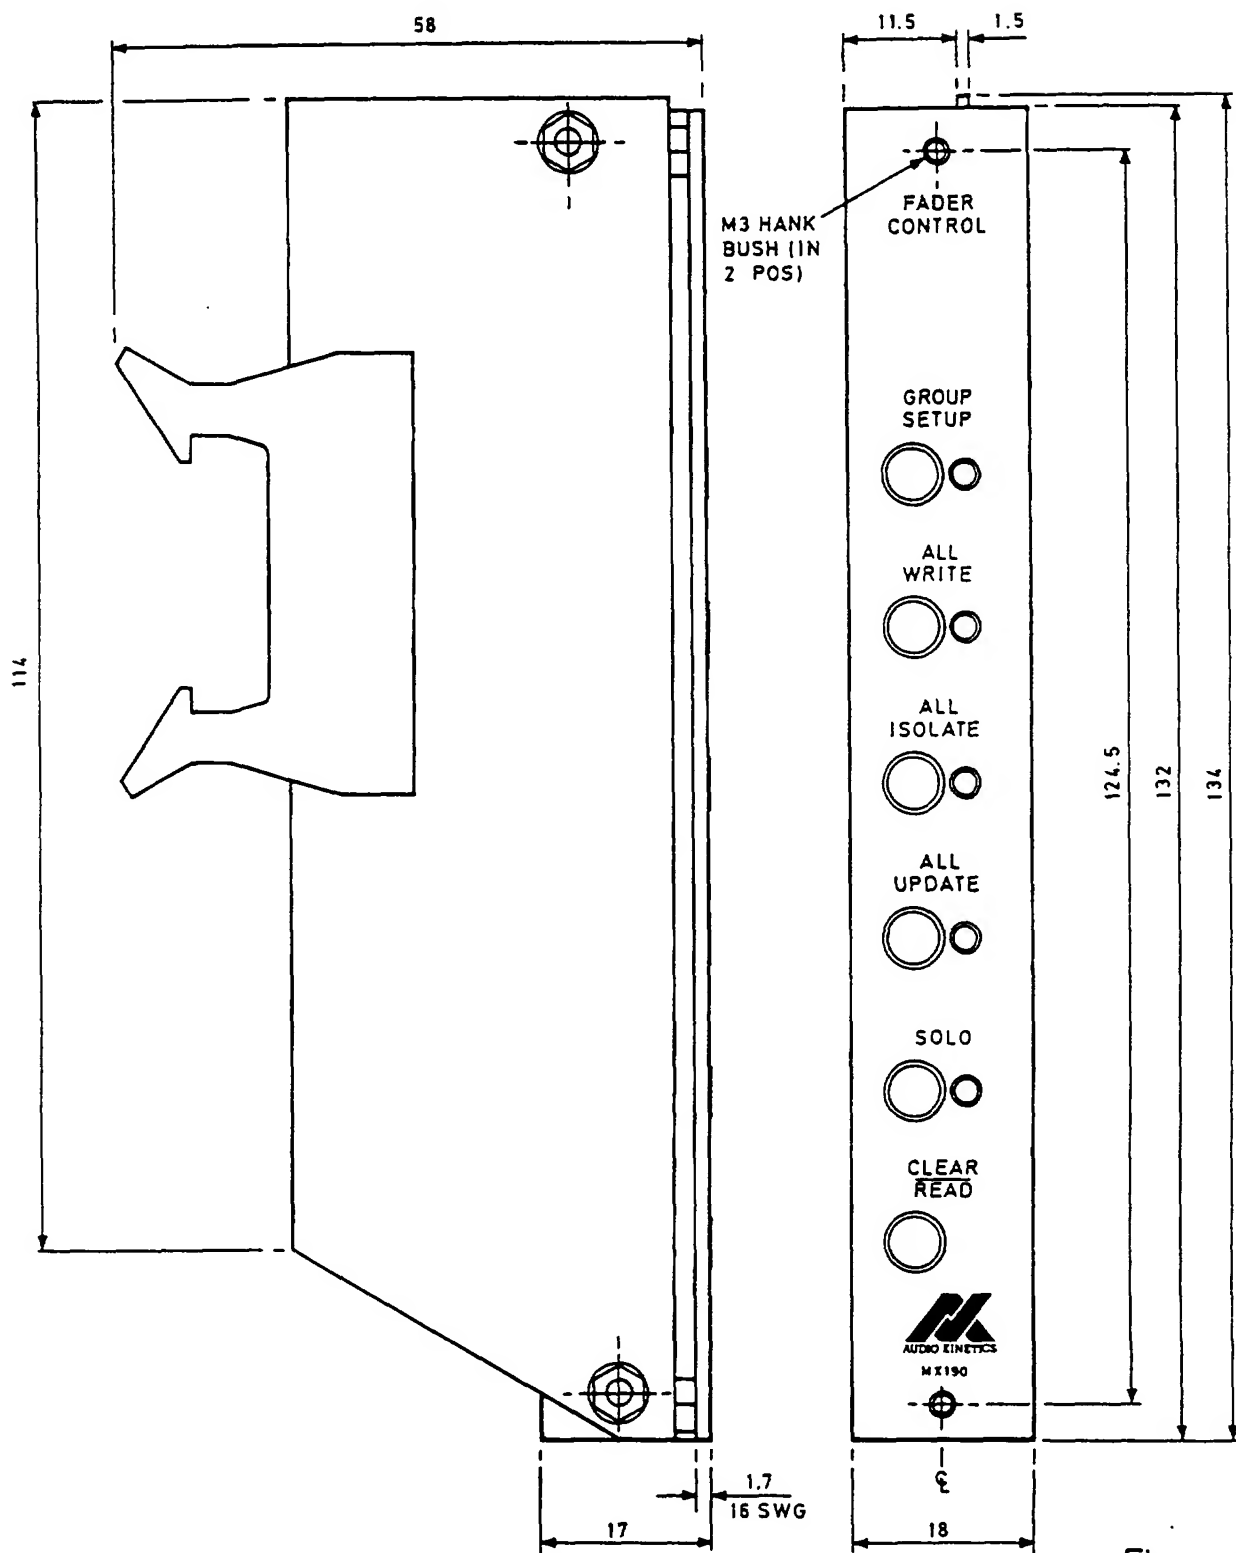 58
11.5
1.5
M3 HANK
BUSH (IN
2 POS)
FADER
CONTROL
GROUP
SETUP
ALL
WRITE
ALL
ISOLATE
ALL
UPDATE
SOLO
CLEAR
READ
AUDIO KINETICS
MX190
114
124.5
132
134
℄
1.7
16 SWG
17
18